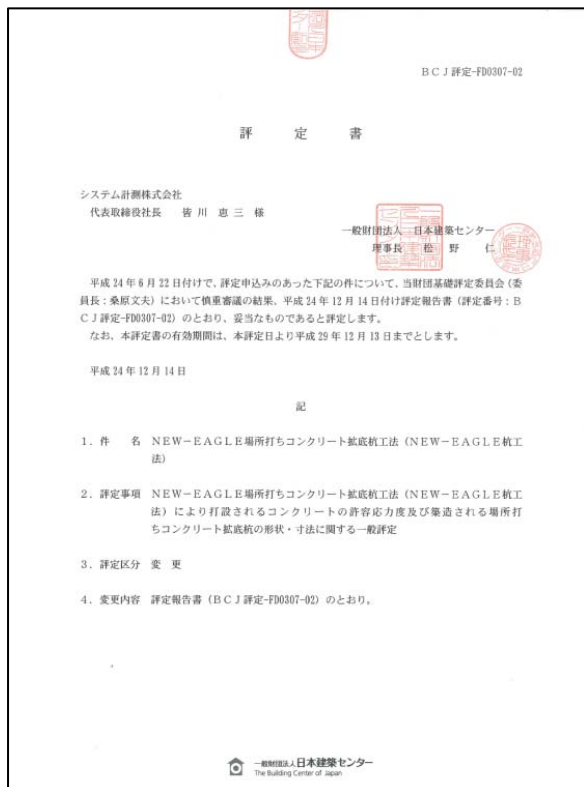 BCJ評定-FD0307-02
評 定 書
システム計測株式会社
代表取締役社長 皆川 恵三 様
一般財団法人 日本建築センター
理事長 松野 仁
平成24年6月22日付けで、評定申込みのあった下記の件について、当財団基礎評定委員会(委
員長:桑原文夫)において慎重審議の結果、平成24年12月14日付け評定報告書(評定番号:B
CJ評定-FD0307-02)のとおり、妥当なものであると評定します。
なお、本評定書の有効期間は、本評定日より平成29年12月13日までとします。
平成24年12月14日
記
1.件 名 NEW-EAGLE場所打ちコンクリート拡底杭工法(NEW-EAGLE杭工
法)
2.評定事項 NEW-EAGLE場所打ちコンクリート拡底杭工法(NEW-EAGLE杭工
法)により打設されるコンクリートの許容応力度及び築造される場所打
ちコンクリート拡底杭の形状・寸法に関する一般評定
3.評定区分 変 更
4.変更内容 評定報告書(BCJ評定-FD0307-02)のとおり。
一般財団法人日本建築センター
The Building Center of Japan